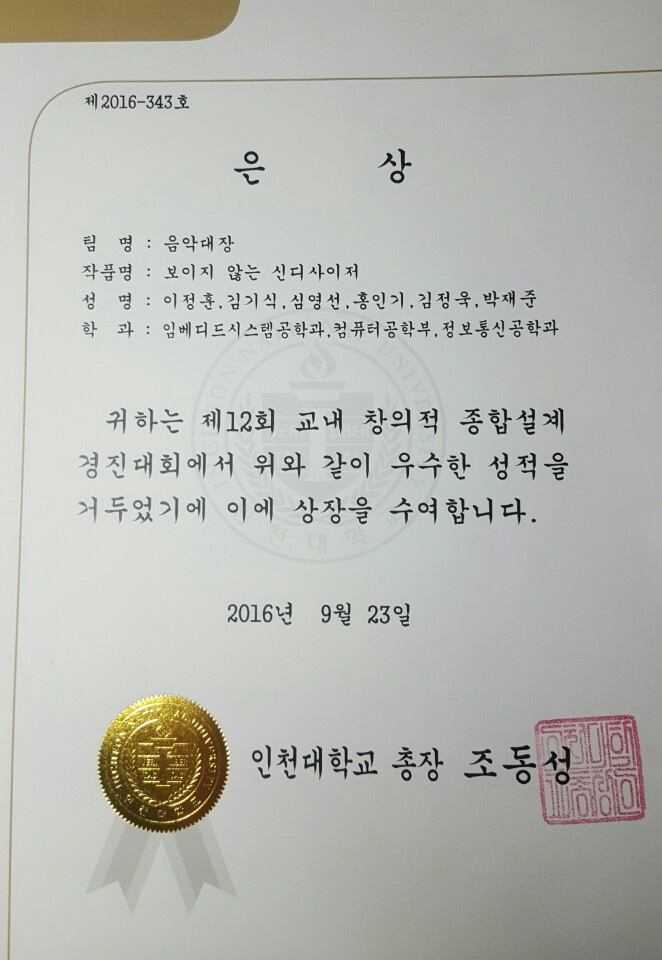 제2016-343호
은 상
팀 명 : 음악대장
작품명 : 보이지 않는 신디사이저
성 명 : 이정훈,김기식,심영선,홍인기,김정욱,박재준
학 과 : 임베디드시스템공학과,컴퓨터공학부,정보통신공학과
귀하는 제12회 교내 창의적 종합설계
경진대회에서 위와 같이 우수한 성적을
거두었기에 이에 상장을 수여합니다.
2016년 9월 23일
인천대학교 총장 조동성